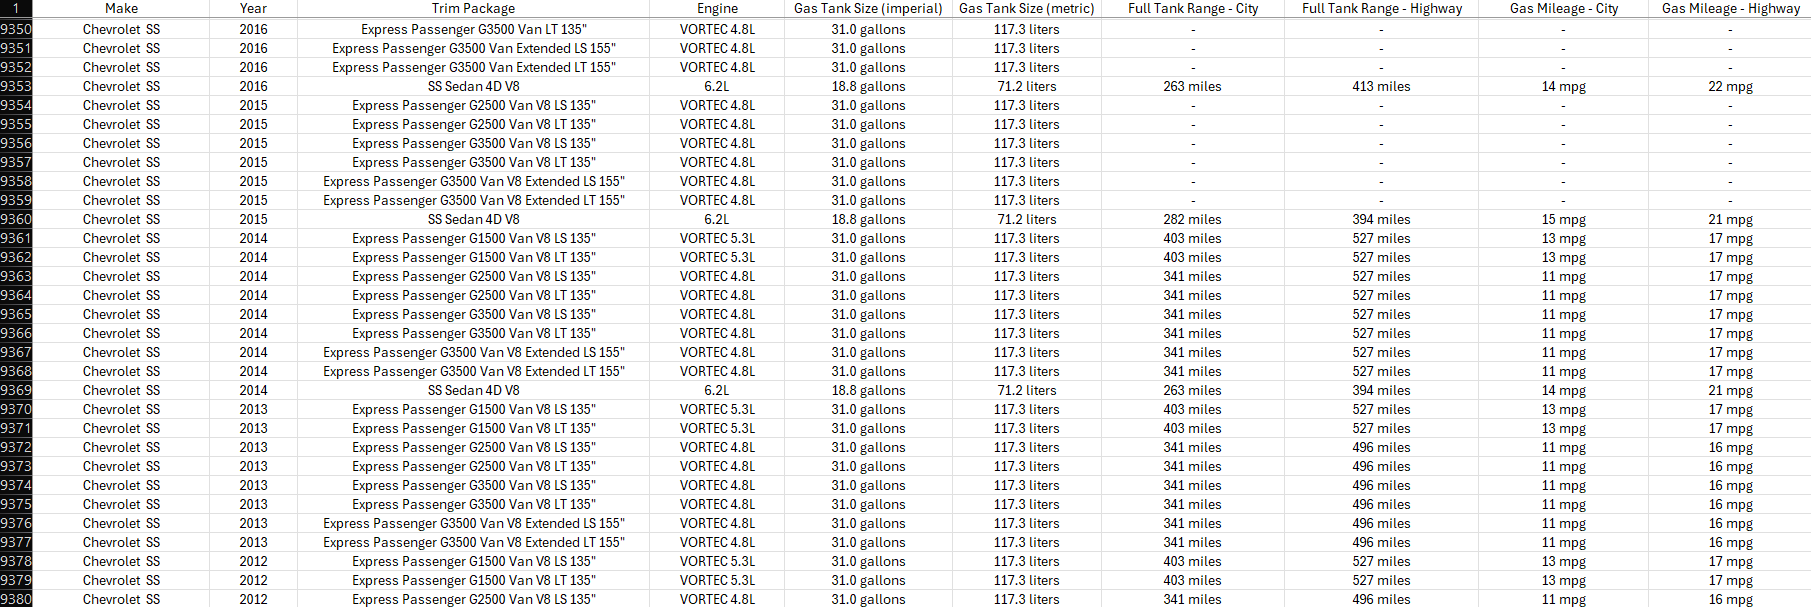 1 Make Year Trim Package Engine Gas Tank Size (imperial) Gas Tank Size (metric) Full Tank Range - City Full Tank Range - Highway Gas Mileage - City Gas Mileage - Highway
9350 Chevrolet SS 2016 Express Passenger G3500 Van LT 135" VORTEC 4.8L 31.0 gallons 117.3 liters - - - -
9351 Chevrolet SS 2016 Express Passenger G3500 Van Extended LS 155" VORTEC 4.8L 31.0 gallons 117.3 liters - - - -
9352 Chevrolet SS 2016 Express Passenger G3500 Van Extended LT 155" VORTEC 4.8L 31.0 gallons 117.3 liters - - - -
9353 Chevrolet SS 2016 SS Sedan 4D V8 6.2L 18.8 gallons 71.2 liters 263 miles 413 miles 14 mpg 22 mpg
9354 Chevrolet SS 2015 Express Passenger G2500 Van V8 LS 135" VORTEC 4.8L 31.0 gallons 117.3 liters - - - -
9355 Chevrolet SS 2015 Express Passenger G2500 Van V8 LT 135" VORTEC 4.8L 31.0 gallons 117.3 liters - - - -
9356 Chevrolet SS 2015 Express Passenger G3500 Van V8 LS 135" VORTEC 4.8L 31.0 gallons 117.3 liters - - - -
9357 Chevrolet SS 2015 Express Passenger G3500 Van V8 LT 135" VORTEC 4.8L 31.0 gallons 117.3 liters - - - -
9358 Chevrolet SS 2015 Express Passenger G3500 Van V8 Extended LS 155" VORTEC 4.8L 31.0 gallons 117.3 liters - - - -
9359 Chevrolet SS 2015 Express Passenger G3500 Van V8 Extended LT 155" VORTEC 4.8L 31.0 gallons 117.3 liters - - - -
9360 Chevrolet SS 2015 SS Sedan 4D V8 6.2L 18.8 gallons 71.2 liters 282 miles 394 miles 15 mpg 21 mpg
9361 Chevrolet SS 2014 Express Passenger G1500 Van V8 LS 135" VORTEC 5.3L 31.0 gallons 117.3 liters 403 miles 527 miles 13 mpg 17 mpg
9362 Chevrolet SS 2014 Express Passenger G1500 Van V8 LT 135" VORTEC 5.3L 31.0 gallons 117.3 liters 403 miles 527 miles 13 mpg 17 mpg
9363 Chevrolet SS 2014 Express Passenger G2500 Van V8 LS 135" VORTEC 4.8L 31.0 gallons 117.3 liters 341 miles 527 miles 11 mpg 17 mpg
9364 Chevrolet SS 2014 Express Passenger G2500 Van V8 LT 135" VORTEC 4.8L 31.0 gallons 117.3 liters 341 miles 527 miles 11 mpg 17 mpg
9365 Chevrolet SS 2014 Express Passenger G3500 Van V8 LS 135" VORTEC 4.8L 31.0 gallons 117.3 liters 341 miles 527 miles 11 mpg 17 mpg
9366 Chevrolet SS 2014 Express Passenger G3500 Van V8 LT 135" VORTEC 4.8L 31.0 gallons 117.3 liters 341 miles 527 miles 11 mpg 17 mpg
9367 Chevrolet SS 2014 Express Passenger G3500 Van V8 Extended LS 155" VORTEC 4.8L 31.0 gallons 117.3 liters 341 miles 527 miles 11 mpg 17 mpg
9368 Chevrolet SS 2014 Express Passenger G3500 Van V8 Extended LT 155" VORTEC 4.8L 31.0 gallons 117.3 liters 341 miles 527 miles 11 mpg 17 mpg
9369 Chevrolet SS 2014 SS Sedan 4D V8 6.2L 18.8 gallons 71.2 liters 263 miles 394 miles 14 mpg 21 mpg
9370 Chevrolet SS 2013 Express Passenger G1500 Van V8 LS 135" VORTEC 5.3L 31.0 gallons 117.3 liters 403 miles 527 miles 13 mpg 17 mpg
9371 Chevrolet SS 2013 Express Passenger G1500 Van V8 LT 135" VORTEC 5.3L 31.0 gallons 117.3 liters 403 miles 527 miles 13 mpg 17 mpg
9372 Chevrolet SS 2013 Express Passenger G2500 Van V8 LS 135" VORTEC 4.8L 31.0 gallons 117.3 liters 341 miles 496 miles 11 mpg 16 mpg
9373 Chevrolet SS 2013 Express Passenger G2500 Van V8 LT 135" VORTEC 4.8L 31.0 gallons 117.3 liters 341 miles 496 miles 11 mpg 16 mpg
9374 Chevrolet SS 2013 Express Passenger G3500 Van V8 LS 135" VORTEC 4.8L 31.0 gallons 117.3 liters 341 miles 496 miles 11 mpg 16 mpg
9375 Chevrolet SS 2013 Express Passenger G3500 Van V8 LT 135" VORTEC 4.8L 31.0 gallons 117.3 liters 341 miles 496 miles 11 mpg 16 mpg
9376 Chevrolet SS 2013 Express Passenger G3500 Van V8 Extended LS 155" VORTEC 4.8L 31.0 gallons 117.3 liters 341 miles 496 miles 11 mpg 16 mpg
9377 Chevrolet SS 2013 Express Passenger G3500 Van V8 Extended LT 155" VORTEC 4.8L 31.0 gallons 117.3 liters 341 miles 496 miles 11 mpg 16 mpg
9378 Chevrolet SS 2012 Express Passenger G1500 Van V8 LS 135" VORTEC 5.3L 31.0 gallons 117.3 liters 403 miles 527 miles 13 mpg 17 mpg
9379 Chevrolet SS 2012 Express Passenger G1500 Van V8 LT 135" VORTEC 5.3L 31.0 gallons 117.3 liters 403 miles 527 miles 13 mpg 17 mpg
9380 Chevrolet SS 2012 Express Passenger G2500 Van V8 LS 135" VORTEC 4.8L 31.0 gallons 117.3 liters 341 miles 496 miles 11 mpg 16 mpg